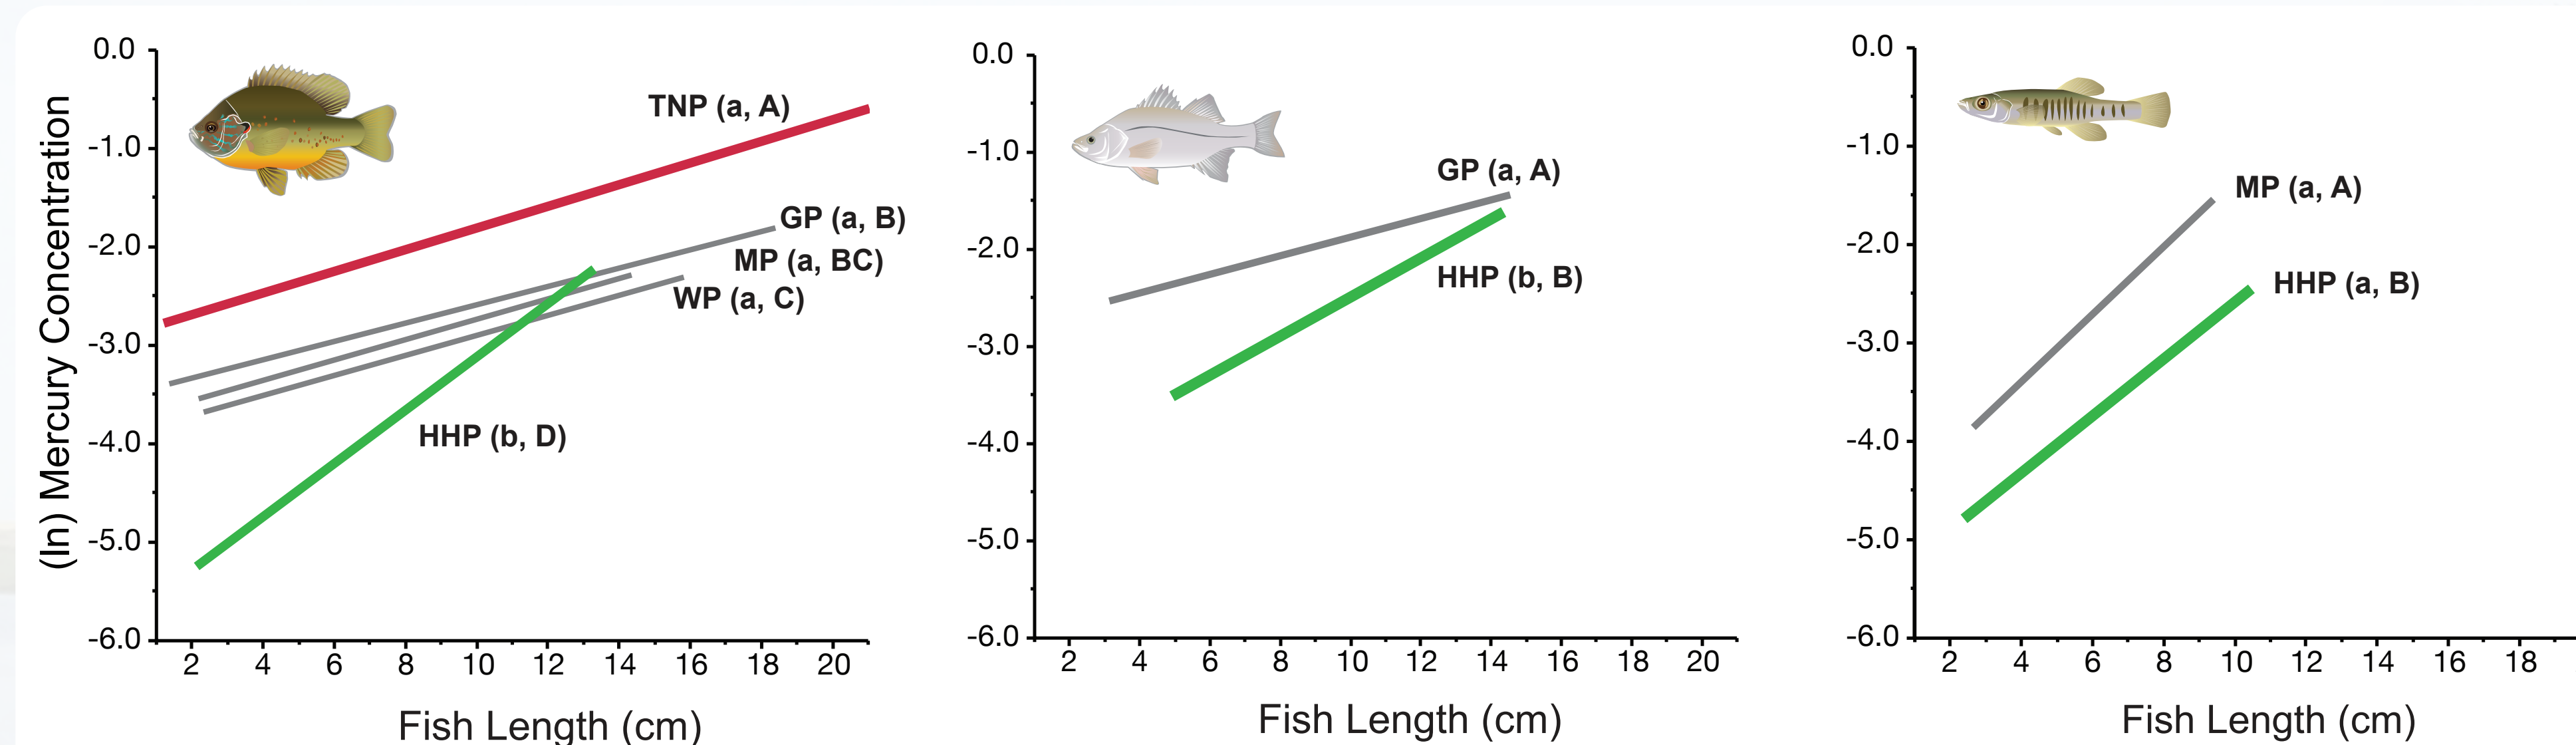 (ln) Mercury Concentration
0.0
-1.0
-2.0
-3.0
-4.0
-5.0
-6.0
TNP (a, A)
GP (a, B)
MP (a, BC)
WP (a, C)
HHP (b, D)
2 4 6 8 10 12 14 16 18 20
Fish Length (cm)
0.0
-1.0
-2.0
-3.0
-4.0
-5.0
-6.0
GP (a, A)
HHP (b, B)
2 4 6 8 10 12 14 16 18 20
Fish Length (cm)
0.0
-1.0
-2.0
-3.0
-4.0
-5.0
-6.0
MP (a, A)
HHP (a, B)
2 4 6 8 10 12 14 16 18
Fish Length (cm)